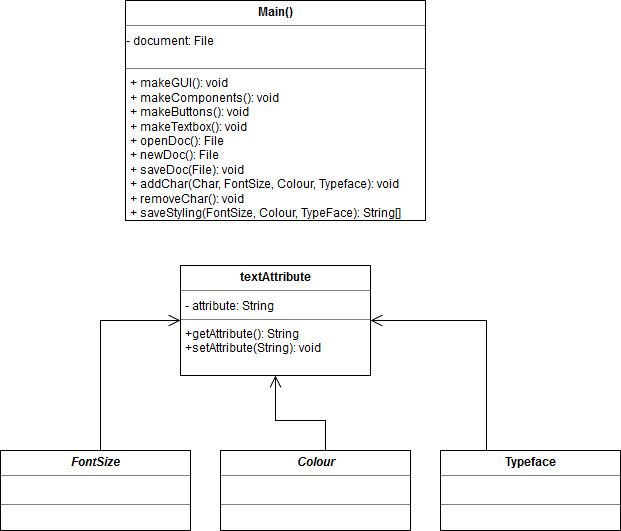 Main()
- document: File
+ makeGUI(): void
+ makeComponents(): void
+ makeButtons(): void
+ makeTextbox(): void
+ openDoc(): File
+ newDoc(): File
+ saveDoc(File): void
+ addChar(Char, FontSize, Colour, Typeface): void
+ removeChar(): void
+ saveStyling(FontSize, Colour, TypeFace): String[]
textAttribute
- attribute: String
+getAttribute(): String
+setAttribute(String): void
FontSize
Colour
Typeface